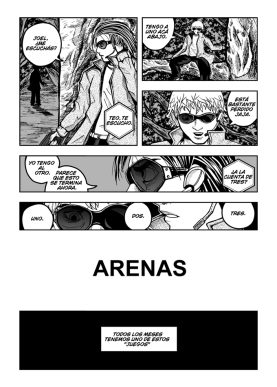 JOEL,
¿ME
ESCUCHAS?
TEO, TE
ESCUCHO.
TENGO A
UNO ACÁ
ABAJO.
ESTÁ
BASTANTE
PERDIDO
JAJA.
YO TENGO
AL
OTRO.
PARECE
QUE ESTO
SE TERMINA
AHORA.
¿A
LA CUENTA
DE TRES?
UNO.
DOS.
TRES.
ARENAS
TODOS LOS MESES
TENEMOS UNO DE ESTOS
"JUEGOS"